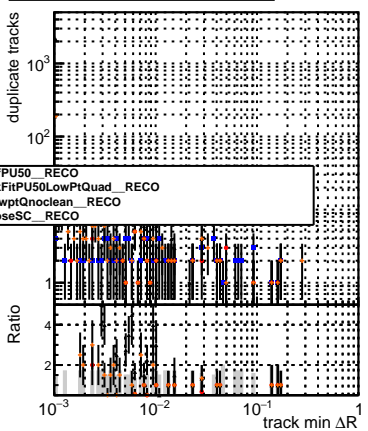 duplicate tracks
10³
10²
PU50__RECO
FitPU50LowPtQuad__RECO
wptQnoclean__RECO
oseSC__RECO
1
Ratio
4
2
10⁻³
10⁻²
10⁻¹
1
track min ΔR